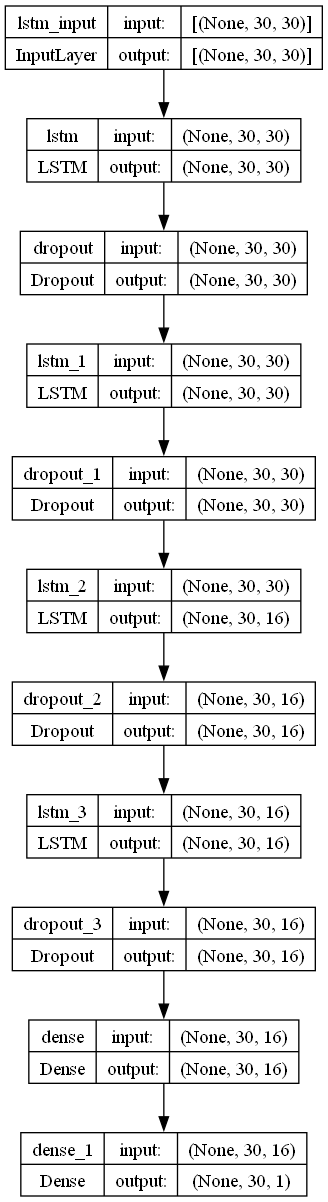 lstm_input input: [(None, 30, 30)]
InputLayer output: [(None, 30, 30)]
lstm input: (None, 30, 30)
LSTM output: (None, 30, 30)
dropout input: (None, 30, 30)
Dropout output: (None, 30, 30)
lstm_1 input: (None, 30, 30)
LSTM output: (None, 30, 30)
dropout_1 input: (None, 30, 30)
Dropout output: (None, 30, 30)
lstm_2 input: (None, 30, 30)
LSTM output: (None, 30, 16)
dropout_2 input: (None, 30, 16)
Dropout output: (None, 30, 16)
lstm_3 input: (None, 30, 16)
LSTM output: (None, 30, 16)
dropout_3 input: (None, 30, 16)
Dropout output: (None, 30, 16)
dense input: (None, 30, 16)
Dense output: (None, 30, 16)
dense_1 input: (None, 30, 16)
Dense output: (None, 30, 1)